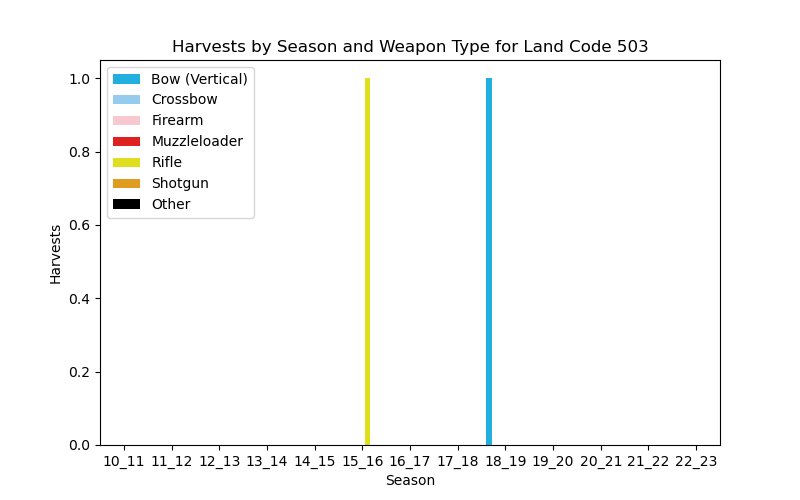 Harvests by Season and Weapon Type for Land Code 503
Bow (Vertical)
Crossbow
Firearm
Muzzleloader
Rifle
Shotgun
Other
Harvests
1.0
0.8
0.6
0.4
0.2
0.0
10_11 11_12 12_13 13_14 14_15 15_16 16_17 17_18 18_19 19_20 20_21 21_22 22_23
Season